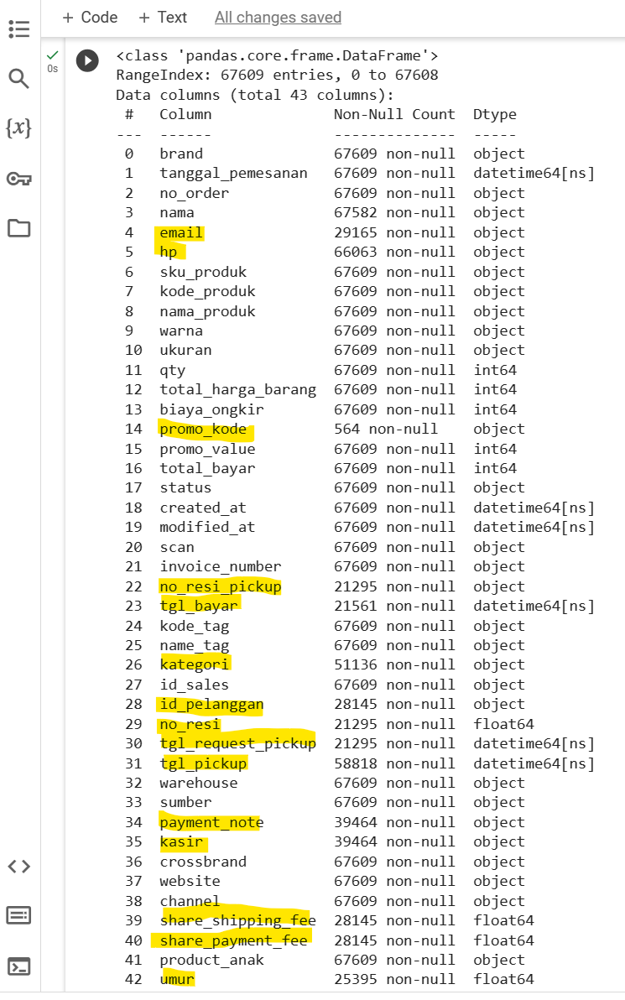 + Code + Text All changes saved
0s
<class 'pandas.core.frame.DataFrame'>
RangeIndex: 67609 entries, 0 to 67608
Data columns (total 43 columns):
# Column Non-Null Count Dtype
--- ------ -------------- -----
0 brand 67609 non-null object
1 tanggal_pemesanan 67609 non-null datetime64[ns]
2 no_order 67609 non-null object
3 nama 67582 non-null object
4 email 29165 non-null object
5 hp 66063 non-null object
6 sku_produk 67609 non-null object
7 kode_produk 67609 non-null object
8 nama_produk 67609 non-null object
9 warna 67609 non-null object
10 ukuran 67609 non-null object
11 qty 67609 non-null int64
12 total_harga_barang 67609 non-null int64
13 biaya_ongkir 67609 non-null int64
14 promo_kode 564 non-null object
15 promo_value 67609 non-null int64
16 total_bayar 67609 non-null int64
17 status 67609 non-null object
18 created_at 67609 non-null datetime64[ns]
19 modified_at 67609 non-null datetime64[ns]
20 scan 67609 non-null object
21 invoice_number 67609 non-null object
22 no_resi_pickup 21295 non-null object
23 tgl_bayar 21561 non-null datetime64[ns]
24 kode_tag 67609 non-null object
25 name_tag 67609 non-null object
26 kategori 51136 non-null object
27 id_sales 67609 non-null object
28 id_pelanggan 28145 non-null object
29 no_resi 21295 non-null float64
30 tgl_request_pickup 21295 non-null datetime64[ns]
31 tgl_pickup 58818 non-null datetime64[ns]
32 warehouse 67609 non-null object
33 sumber 67609 non-null object
34 payment_note 39464 non-null object
35 kasir 39464 non-null object
36 crossbrand 67609 non-null object
37 website 67609 non-null object
38 channel 67609 non-null object
39 share_shipping_fee 28145 non-null float64
40 share_payment_fee 28145 non-null float64
41 product_anak 67609 non-null object
42 umur 25395 non-null float64